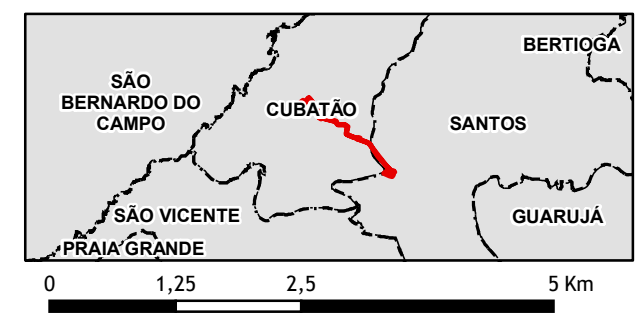 BERTIOGA
SÃO
BERNARDO DO
CAMPO
CUBATÃO
SANTOS
SÃO VICENTE
GUARUJÁ
PRAIA GRANDE
0 1,25 2,5 5 Km